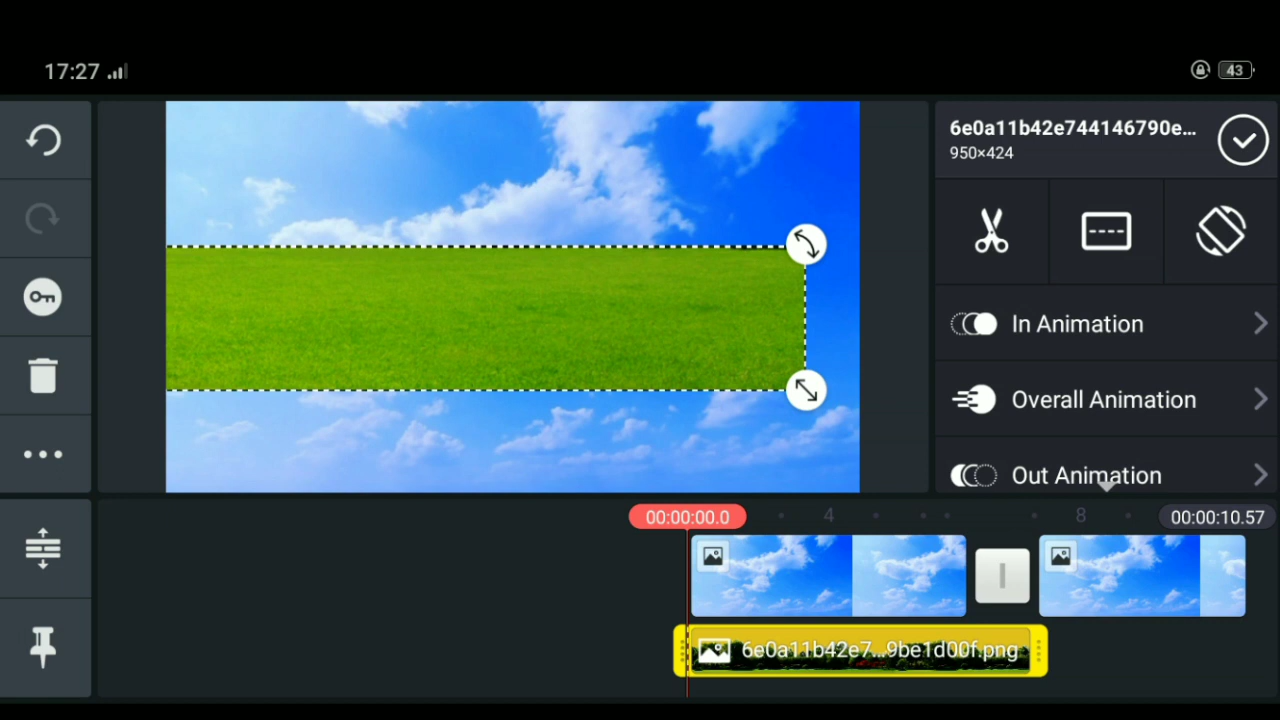 17:27
43
6e0a11b42e744146790e...
950×424
In Animation
Overall Animation
Out Animation
00:00:00.0
4
8
00:00:10.57
6e0a11b42e7...9be1d00f.png